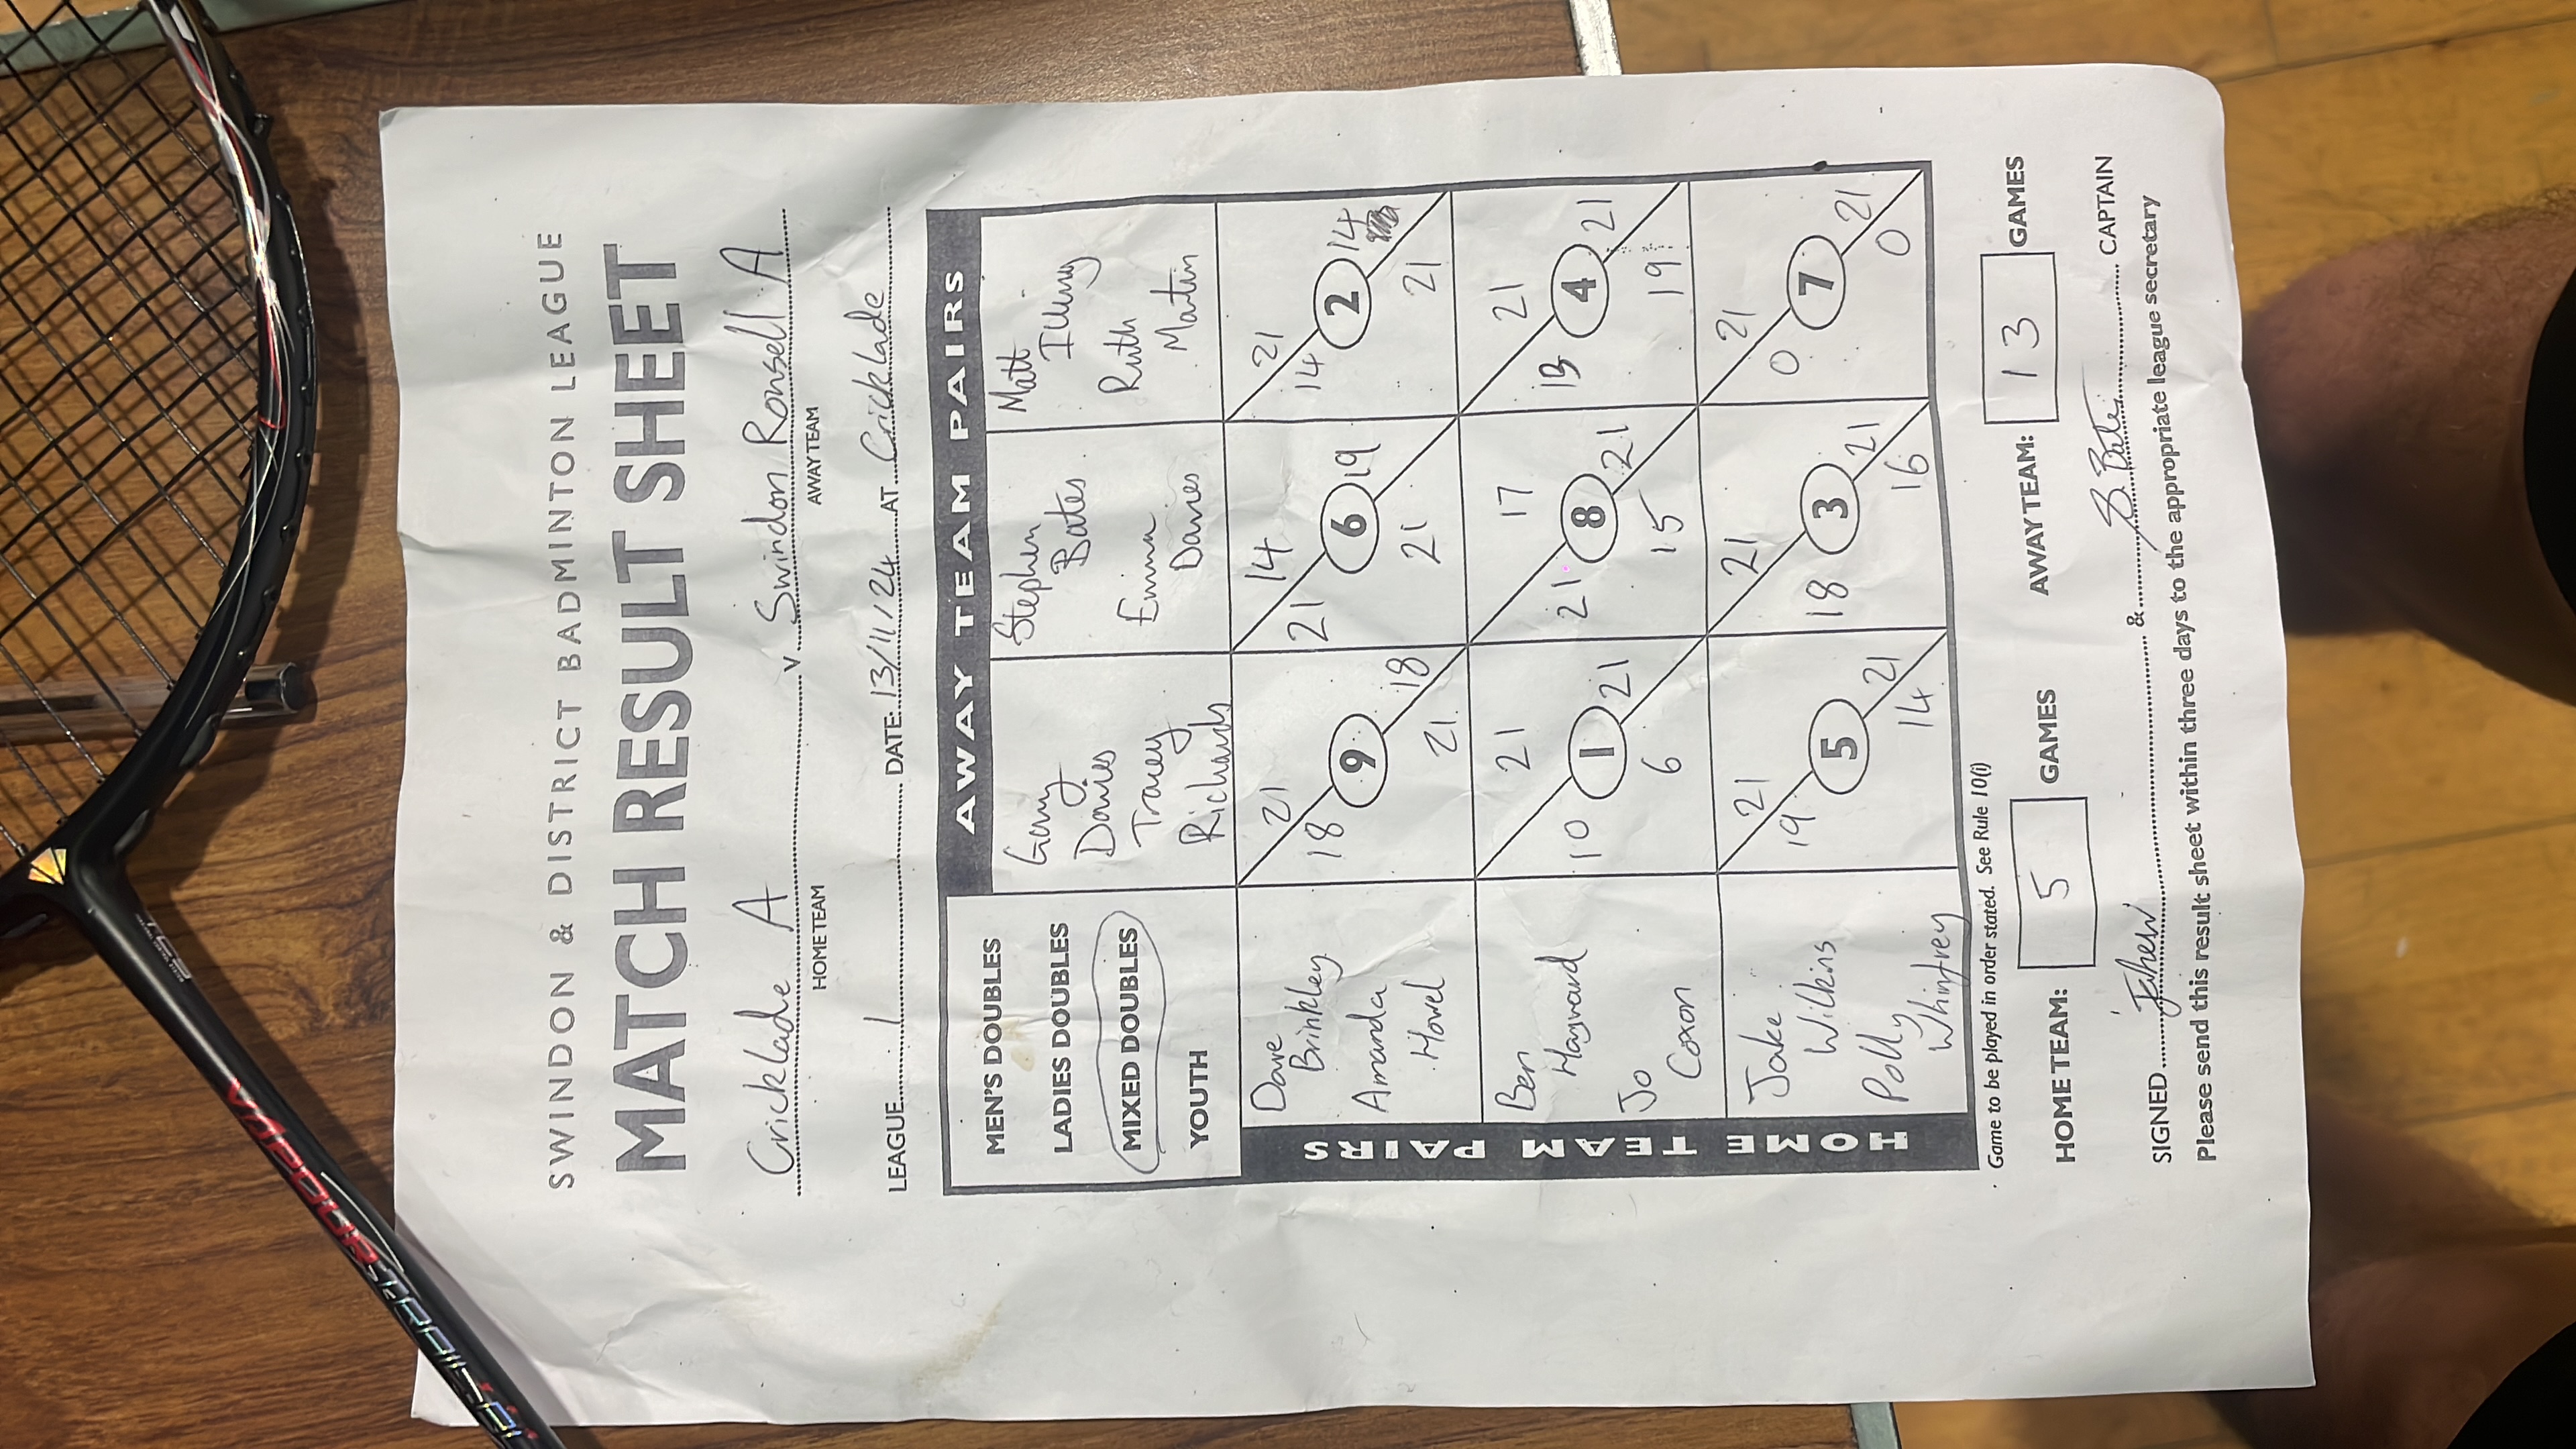 SWINDON & DISTRICT BADMINTON LEAGUE
MATCH RESULT SHEET
Cricklade A v Swindon Ronsell A
HOME TEAM AWAY TEAM
LEAGUE 1 DATE: 13/11/24 AT Cricklade
AWAY TEAM PAIRS
MEN'S DOUBLES
LADIES DOUBLES
MIXED DOUBLES
YOUTH
Gary
Davies
Tracey
Richards
Stephen
Bates
Emma
Davies
Matt
Illing
Ruth
Martin
HOME TEAM PAIRS
Dave
Brinkley
Amanda
Howel
18 21
9
21 18
21 14
6
21 19
14 21
2
21 14
Ben
Hayward
Jo
Coxon
10 21
1
6 21
21 17
8
15 21
13 21
4
19 21
Jake
Wilkins
Polly
Whinfrey
19 21
5
14 21
18 21
3
16 21
0 21
7
0 21
Game to be played in order stated. See Rule 10(i)
HOME TEAM: 5 GAMES AWAY TEAM: 13 GAMES
SIGNED & S. Bates CAPTAIN
Please send this result sheet within three days to the appropriate league secretary
VAPOUR TRAIL